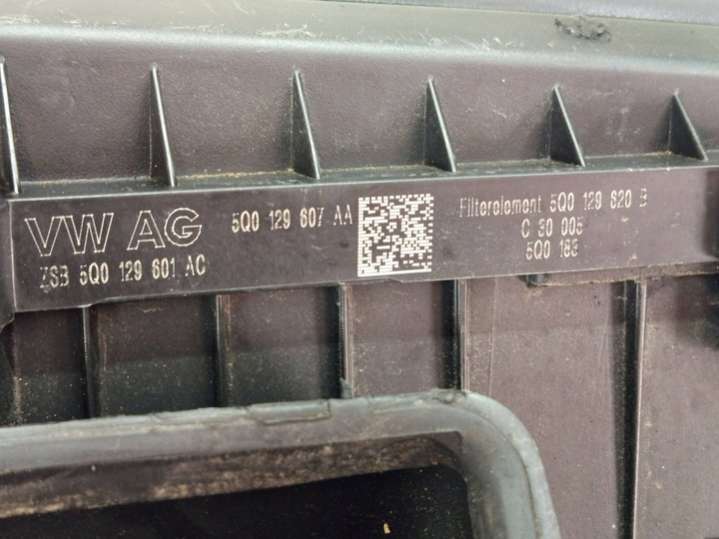 VW AG
ZSB 5Q0 129 601 AC
5Q0 129 607 AA
Filterelement 5Q0 129 620 B
C 30 005
5Q0 183